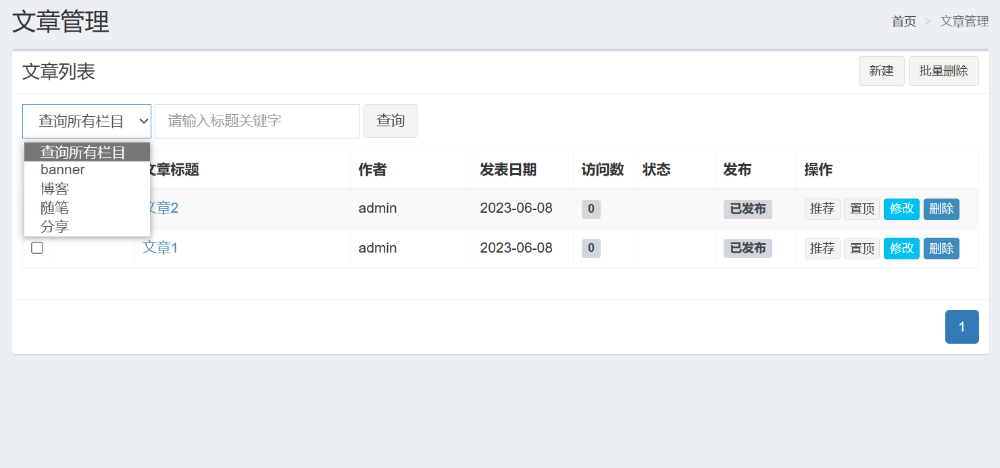 文章管理
首页 > 文章管理
文章列表
新建 批量删除
查询所有栏目 请输入标题关键字 查询
查询所有栏目
banner
博客
随笔
分享
文章标题 作者 发表日期 访问数 状态 发布 操作
文章2 admin 2023-06-08 0 已发布 推荐 置顶 修改 删除
文章1 admin 2023-06-08 0 已发布 推荐 置顶 修改 删除
1